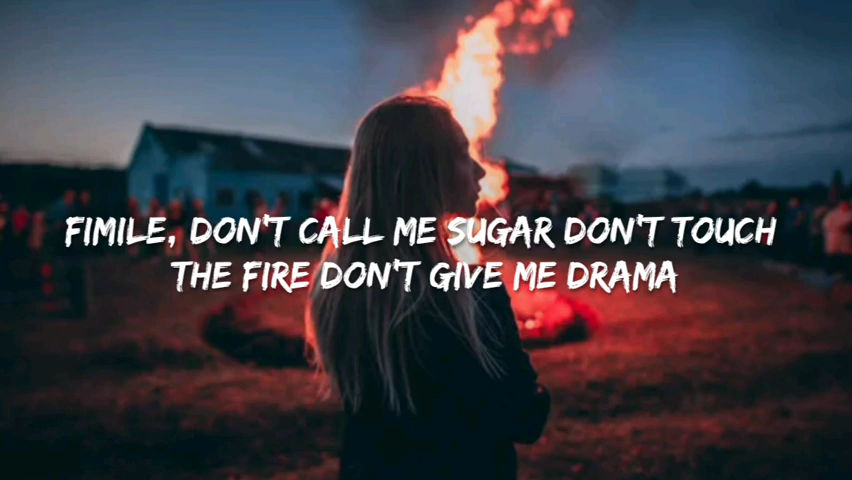 FIMILE, DON'T CALL ME SUGAR DON'T TOUCH
THE FIRE DON'T GIVE ME DRAMA